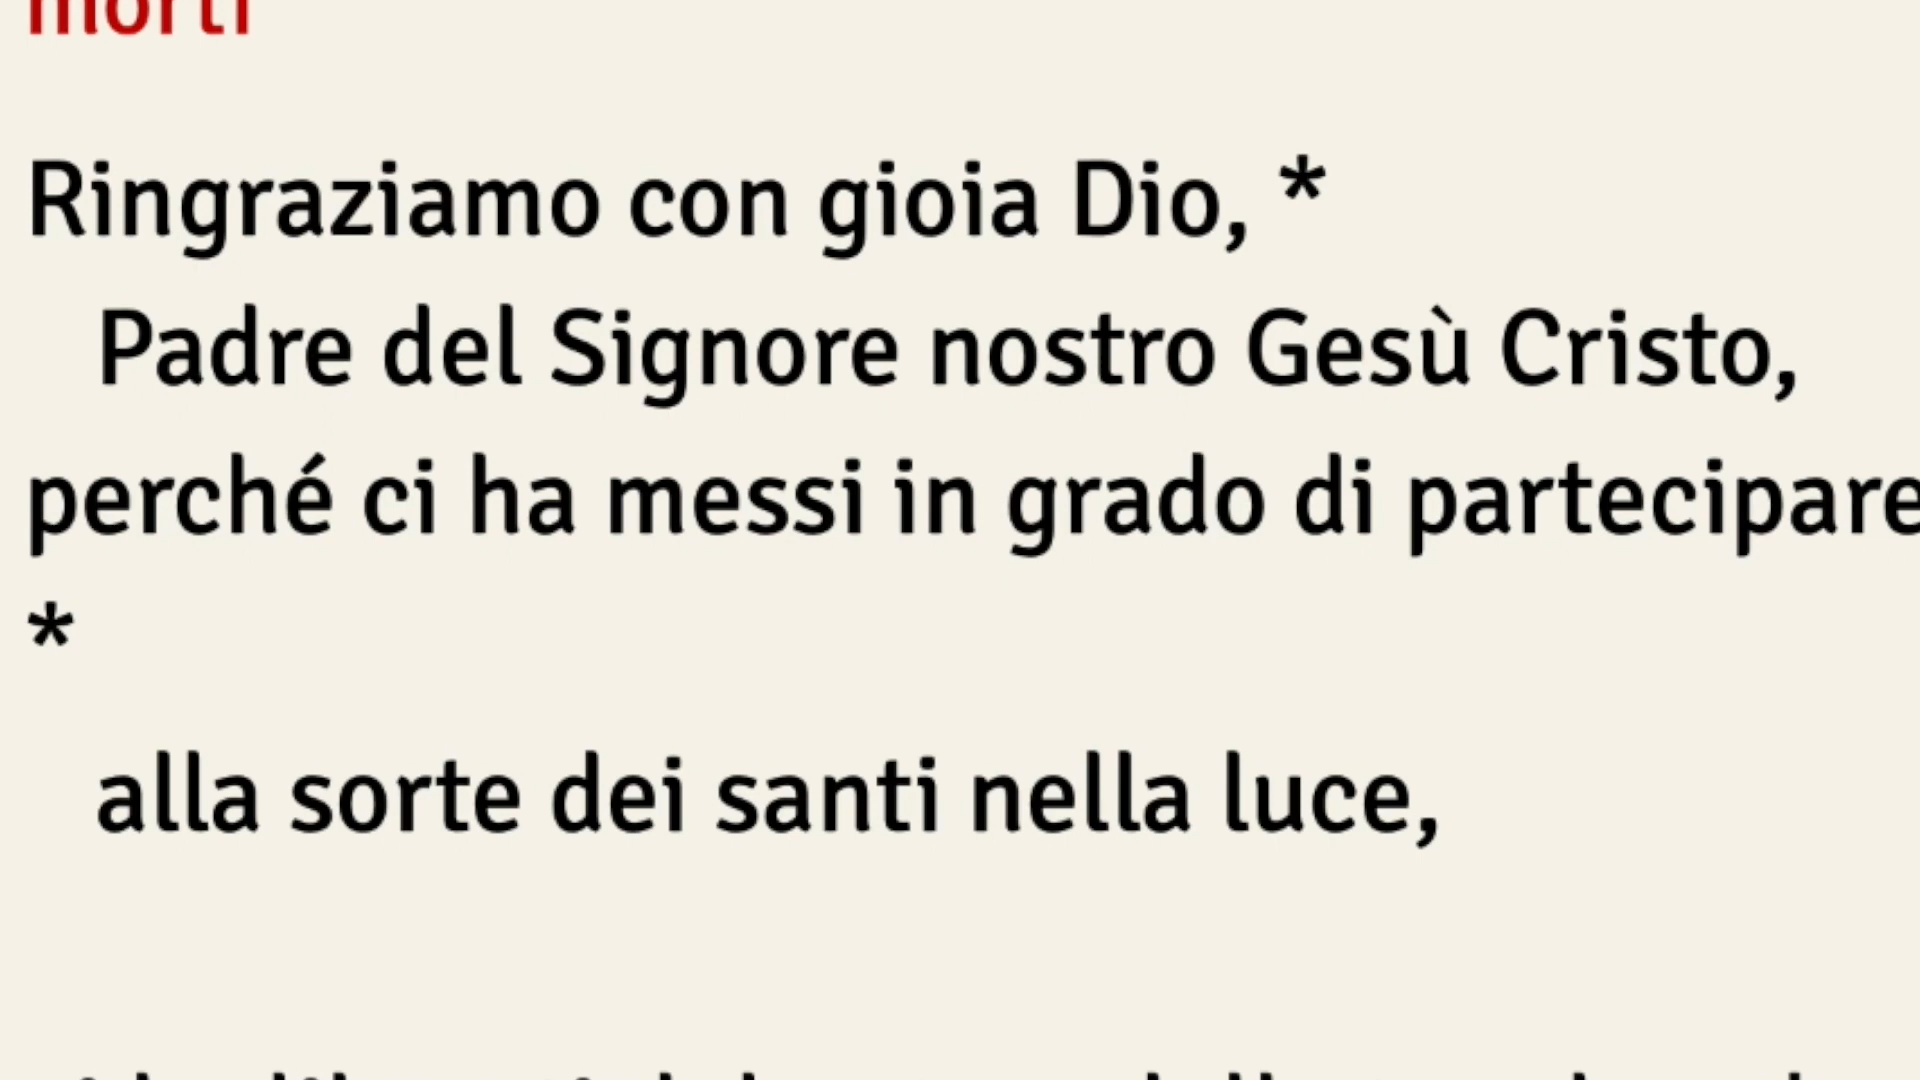 morti
Ringraziamo con gioia Dio, *
Padre del Signore nostro Gesù Cristo,
perché ci ha messi in grado di partecipare
*
alla sorte dei santi nella luce,